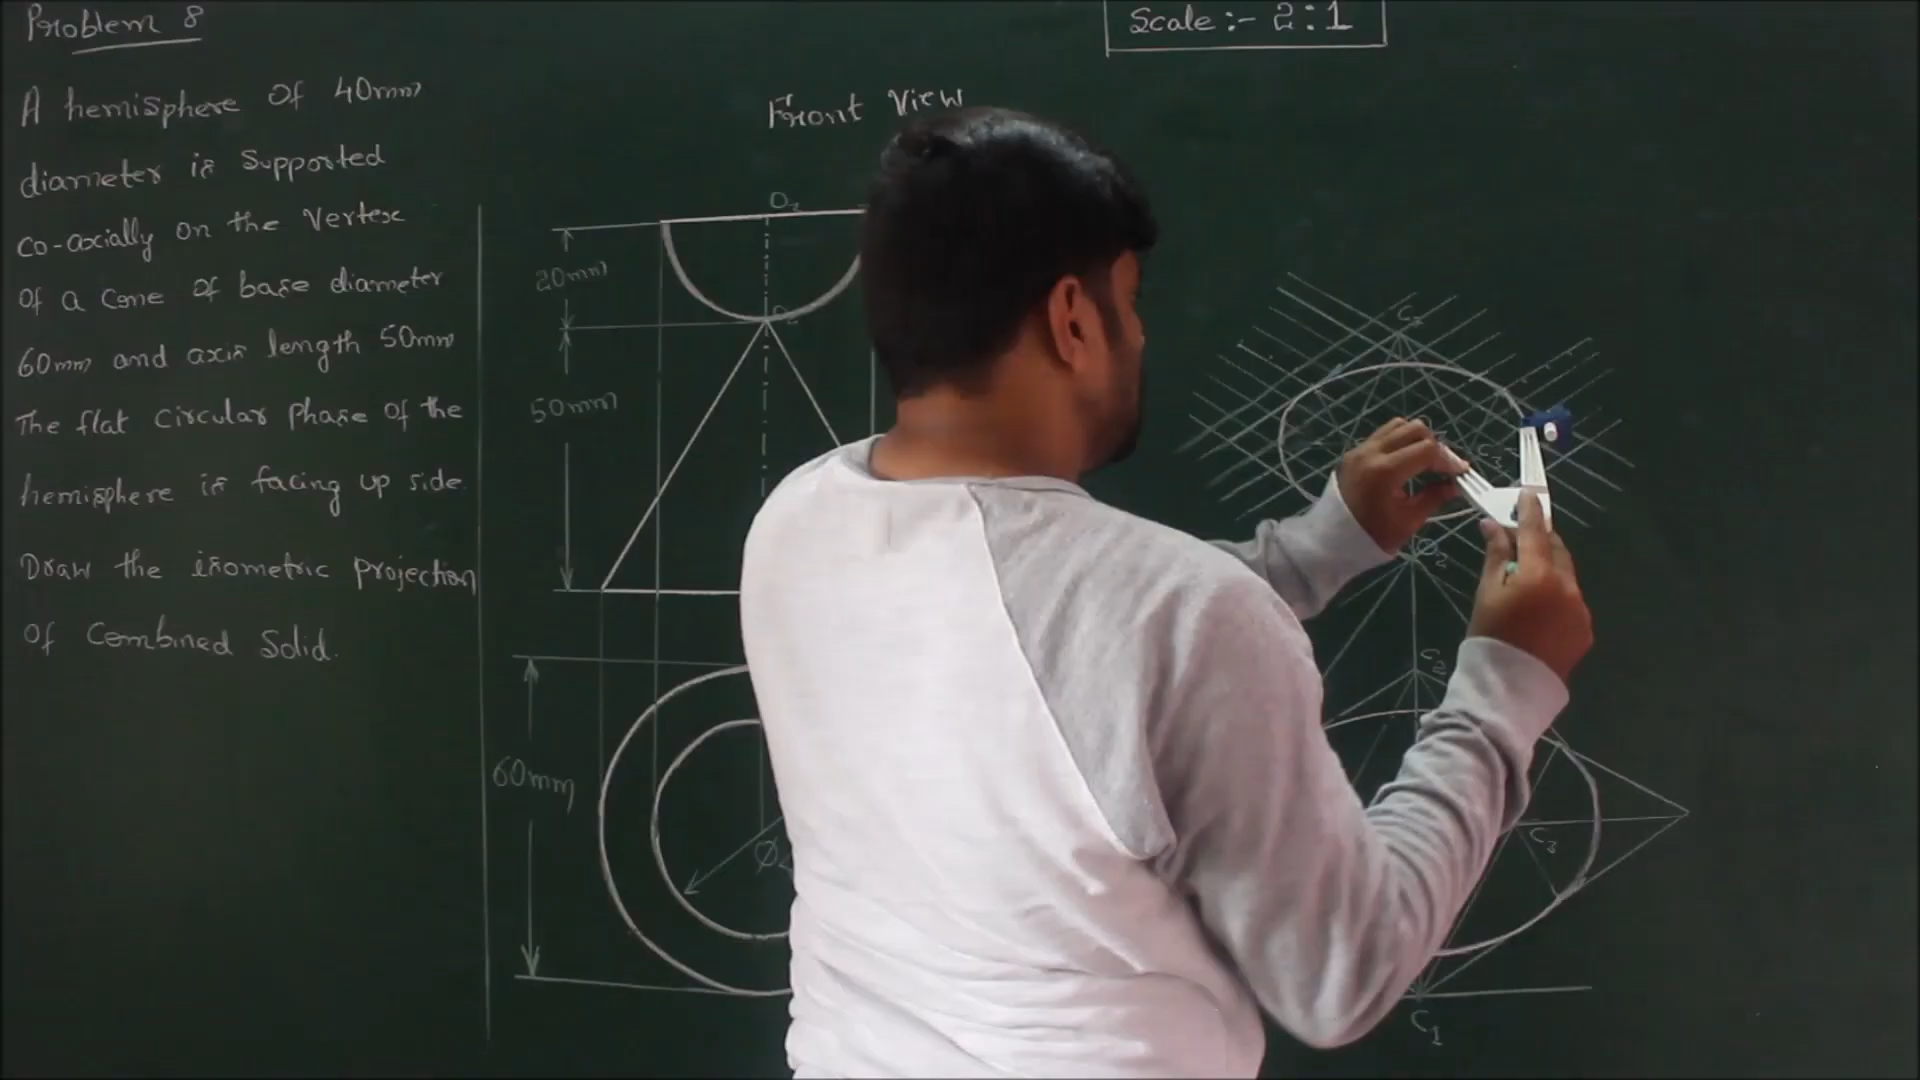 Problem 8
A hemisphere of 40mm
diameter is supported
co-axially on the vertex
of a cone of base diameter
60mm and axis length 50mm
The flat circular phase of the
hemisphere is facing up side.
Draw the isometric projection
of Combined Solid.
Scale :- 2:1
Front View
20mm
50mm
60mm
O2
C2
C3
C1